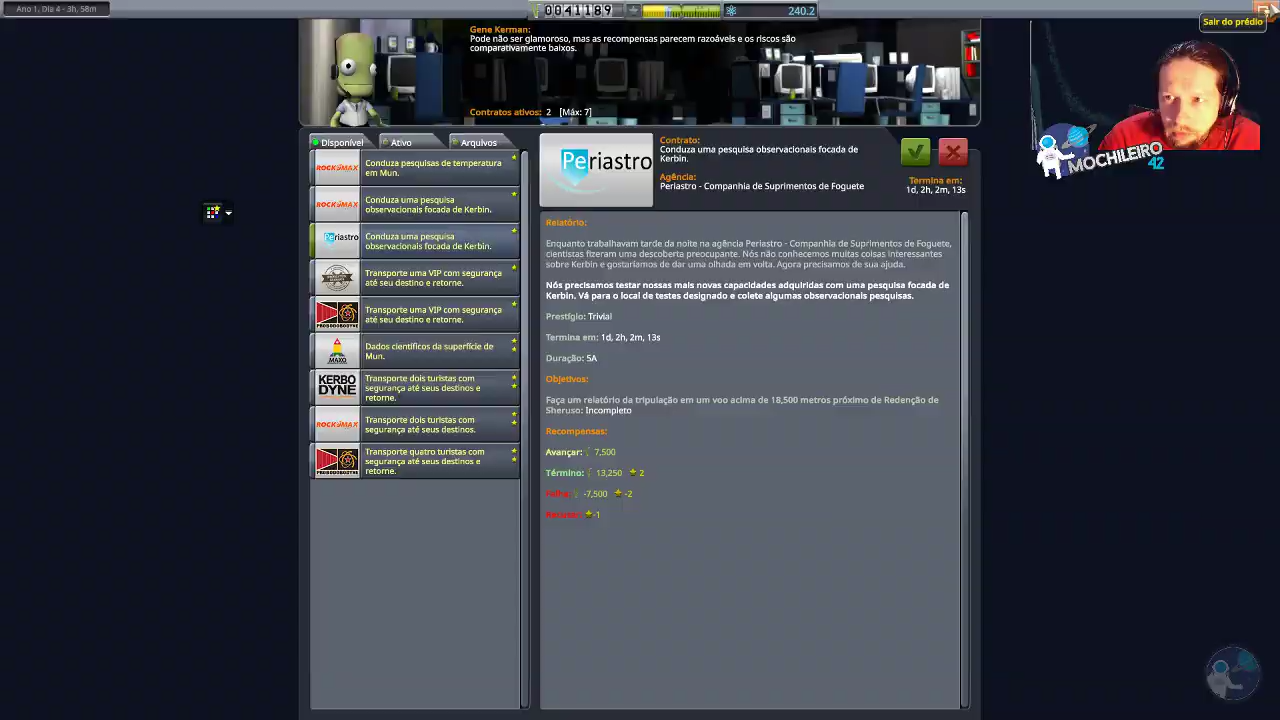 Ano 1, Dia 4 - 3h, 58m
0041189
240.2
Sair do prédio
Gene Kerman:
Pode não ser glamoroso, mas as recompensas parecem razoáveis e os riscos são
comparativamente baixos.
Contratos ativos: 2 [Máx: 7]
Disponível
Ativo
Arquivos
ROCKOMAX
Conduza pesquisas de temperatura
em Mun.
ROCKOMAX
Conduza uma pesquisa
observacionais focada de Kerbin.
Periastro
Conduza uma pesquisa
observacionais focada de Kerbin.
Transporte uma VIP com segurança
até seu destino e retorne.
PROBODOBODYNE
Transporte uma VIP com segurança
até seu destino e retorne.
MAXO
Dados científicos da superfície de
Mun.
KERBO
DYNE
Transporte dois turistas com
segurança até seus destinos e
retorne.
ROCKOMAX
Transporte dois turistas com
segurança até seus destinos.
PROBODOBODYNE
Transporte quatro turistas com
segurança até seus destinos e
retorne.
Periastro
Contrato:
Conduza uma pesquisa observacionais focada de
Kerbin.
Agência:
Periastro - Companhia de Suprimentos de Foguete
Termina em:
1d, 2h, 2m, 13s
MOCHILEIRO
42
Relatório:
Enquanto trabalhavam tarde da noite na agência Periastro - Companhia de Suprimentos de Foguete,
cientistas fizeram uma descoberta preocupante. Nós não conhecemos muitas coisas interessantes
sobre Kerbin e gostaríamos de dar uma olhada em volta. Agora precisamos de sua ajuda.
Nós precisamos testar nossas mais novas capacidades adquiridas com uma pesquisa focada de
Kerbin. Vá para o local de testes designado e colete algumas observacionais pesquisas.
Prestígio: Trivial
Termina em: 1d, 2h, 2m, 13s
Duração: 5A
Objetivos:
Faça um relatório da tripulação em um voo acima de 18,500 metros próximo de Redenção de
Sheruso: Incompleto
Recompensas:
Avançar: 7,500
Término: 13,250 2
Falha: -7,500 -2
Recusar: -1